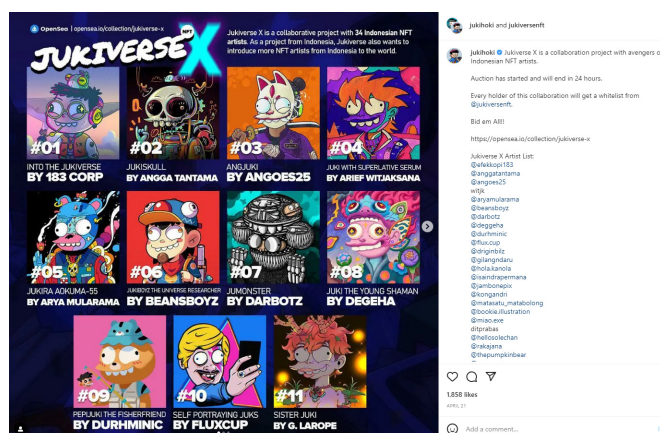 OpenSea | opensea.io/collection/jukiverse-x
JUKIVERSE X
NFT
Jukiverse X is a collaborative project with 34 Indonesian NFT
artists. As a project from Indonesia, Jukiverse also wants to
introduce more NFT artists from Indonesia to the world.
#01
INTO THE JUKIVERSE
BY 183 CORP
#02
JUKISKULL
BY ANGGA TANTAMA
#03
ANGJUKI
BY ANGOES25
#04
JUKI WITH SUPERLATIVE SERUM
BY ARIEF WITJAKSANA
#05
JUKIRA AOKUMA-55
BY ARYA MULARAMA
#06
JUKIBOYZ THE UNIVERSE RESEARCHER
BY BEANSBOYZ
#07
JUMONSTER
BY DARBOTZ
#08
JUKI THE YOUNG SHAMAN
BY DEGEHA
#09
PEPIJUKI THE FISHERFRIEND
BY DURHMINIC
#10
SELF PORTRAYING JUKS
BY FLUXCUP
#11
SISTER JUKI
BY G. LAROPE
jukihoki and jukiversenft
jukihoki Jukiverse X is a collaboration project with avengers o
Indonesian NFT artists.
Auction has started and will end in 24 hours.
Every holder of this collaboration will get a whitelist from
@jukiversenft.
Bid em All!!
https://opensea.io/collection/jukiverse-x
Jukiverse X Artist List:
@afekkopi183
@anggatantama
@angoes25
witjk
@aryamularama
@beansboyz
@darbotz
@deggeha
@durhminic
@flux.cup
@driginbilz
@gilangndaru
@hola.kanola
@isaindrapermana
@jambonepix
@kongandri
@matasatu_matabolong
@bookie.illustration
@miao.exe
ditprabas
@hellosolechan
@rakajana
@thepumpkinbear
1,858 likes
APRIL 21
Add a comment...